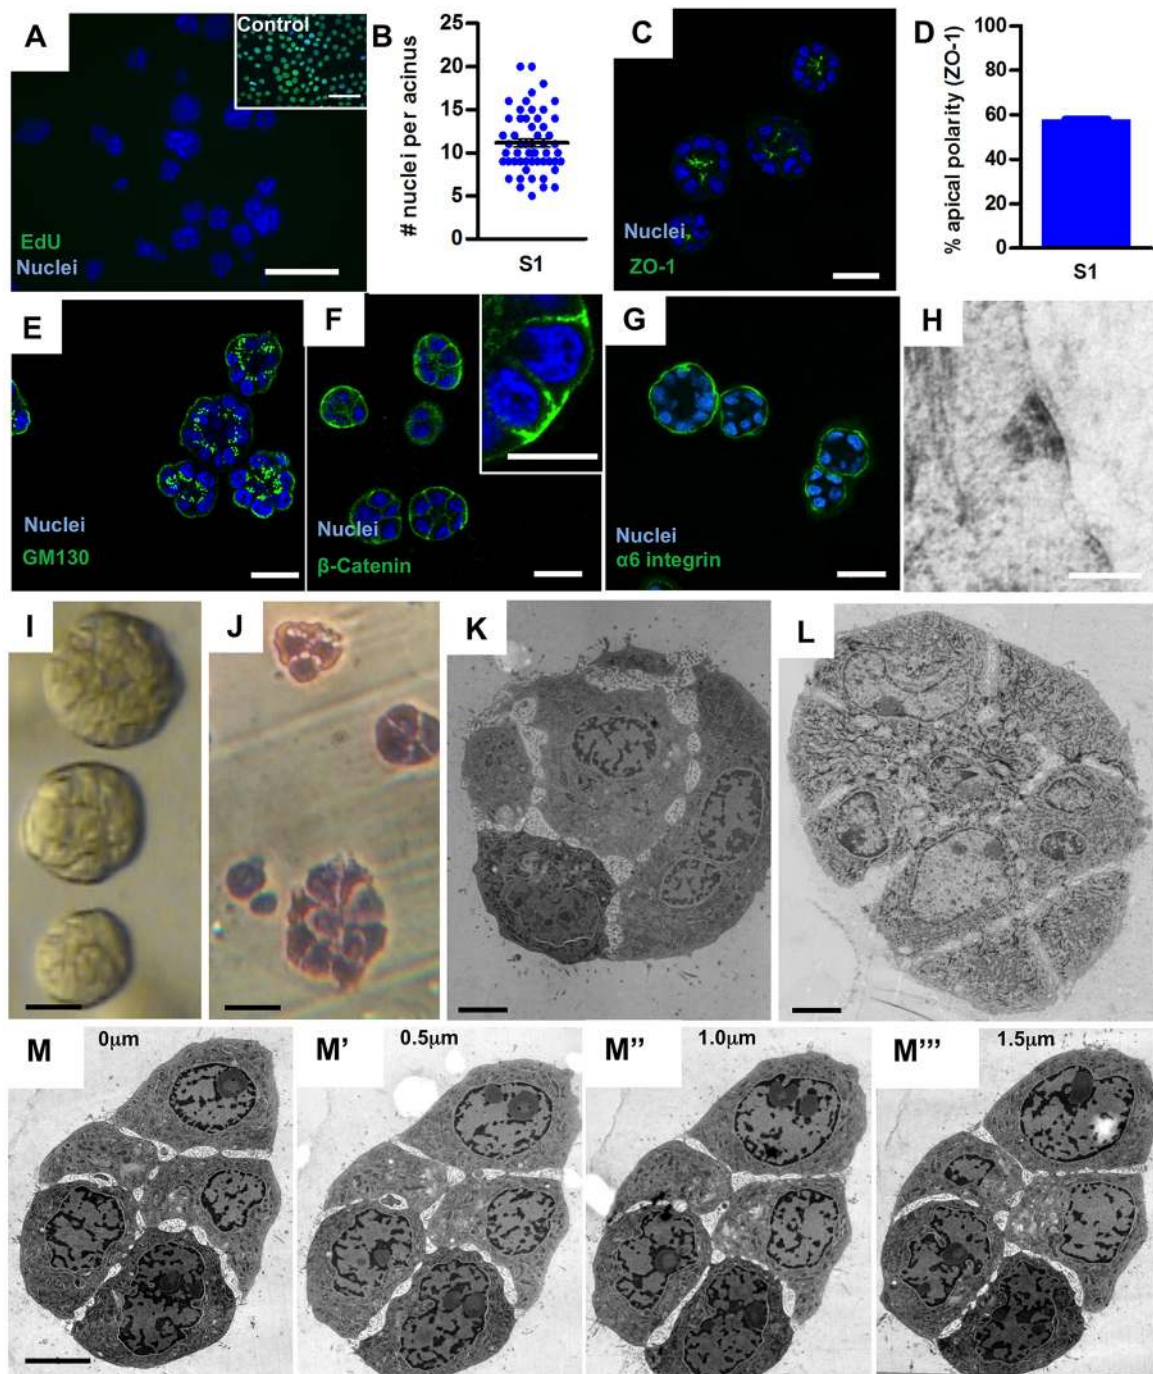 A
Control
EdU
Nuclei
B
# nuclei per acinus
25
20
15
10
5
0
S1
C
Nuclei
ZO-1
D
% apical polarity (ZO-1)
100
80
60
40
20
0
S1
E
Nuclei
GM130
F
Nuclei
β-Catenin
G
Nuclei
α6 integrin
H
I
J
K
L
M
0μm
M'
0.5μm
M''
1.0μm
M'''
1.5μm